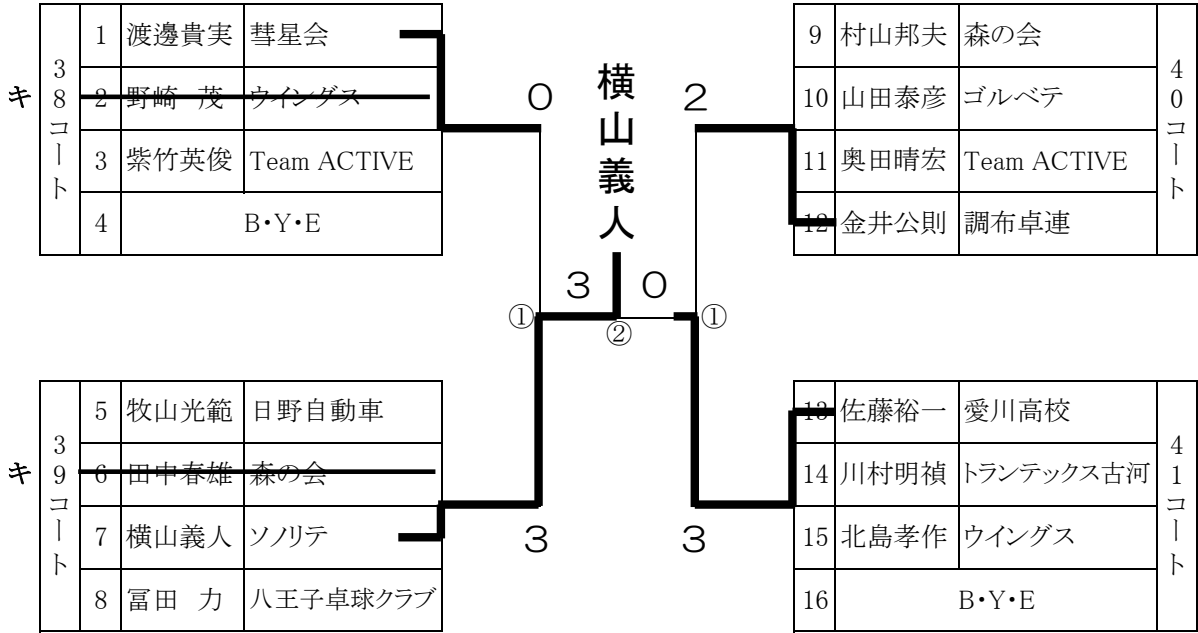 キ
38コート
1 渡邊貴実 彗星会
2 野崎 茂 ウイングス
3 紫竹英俊 Team ACTIVE
4 B・Y・E
0
横山義人
2
9 村山邦夫 森の会
10 山田泰彦 ゴルベテ
11 奥田晴宏 Team ACTIVE
12 金井公則 調布卓連
40コート
3 0
① ② ①
キ
39コート
5 牧山光範 日野自動車
6 田中春雄 森の会
7 横山義人 ソノリテ
8 冨田 力 八王子卓球クラブ
3
3
13 佐藤裕一 愛川高校
14 川村明禎 トランテックス古河
15 北島孝作 ウイングス
16 B・Y・E
41コート